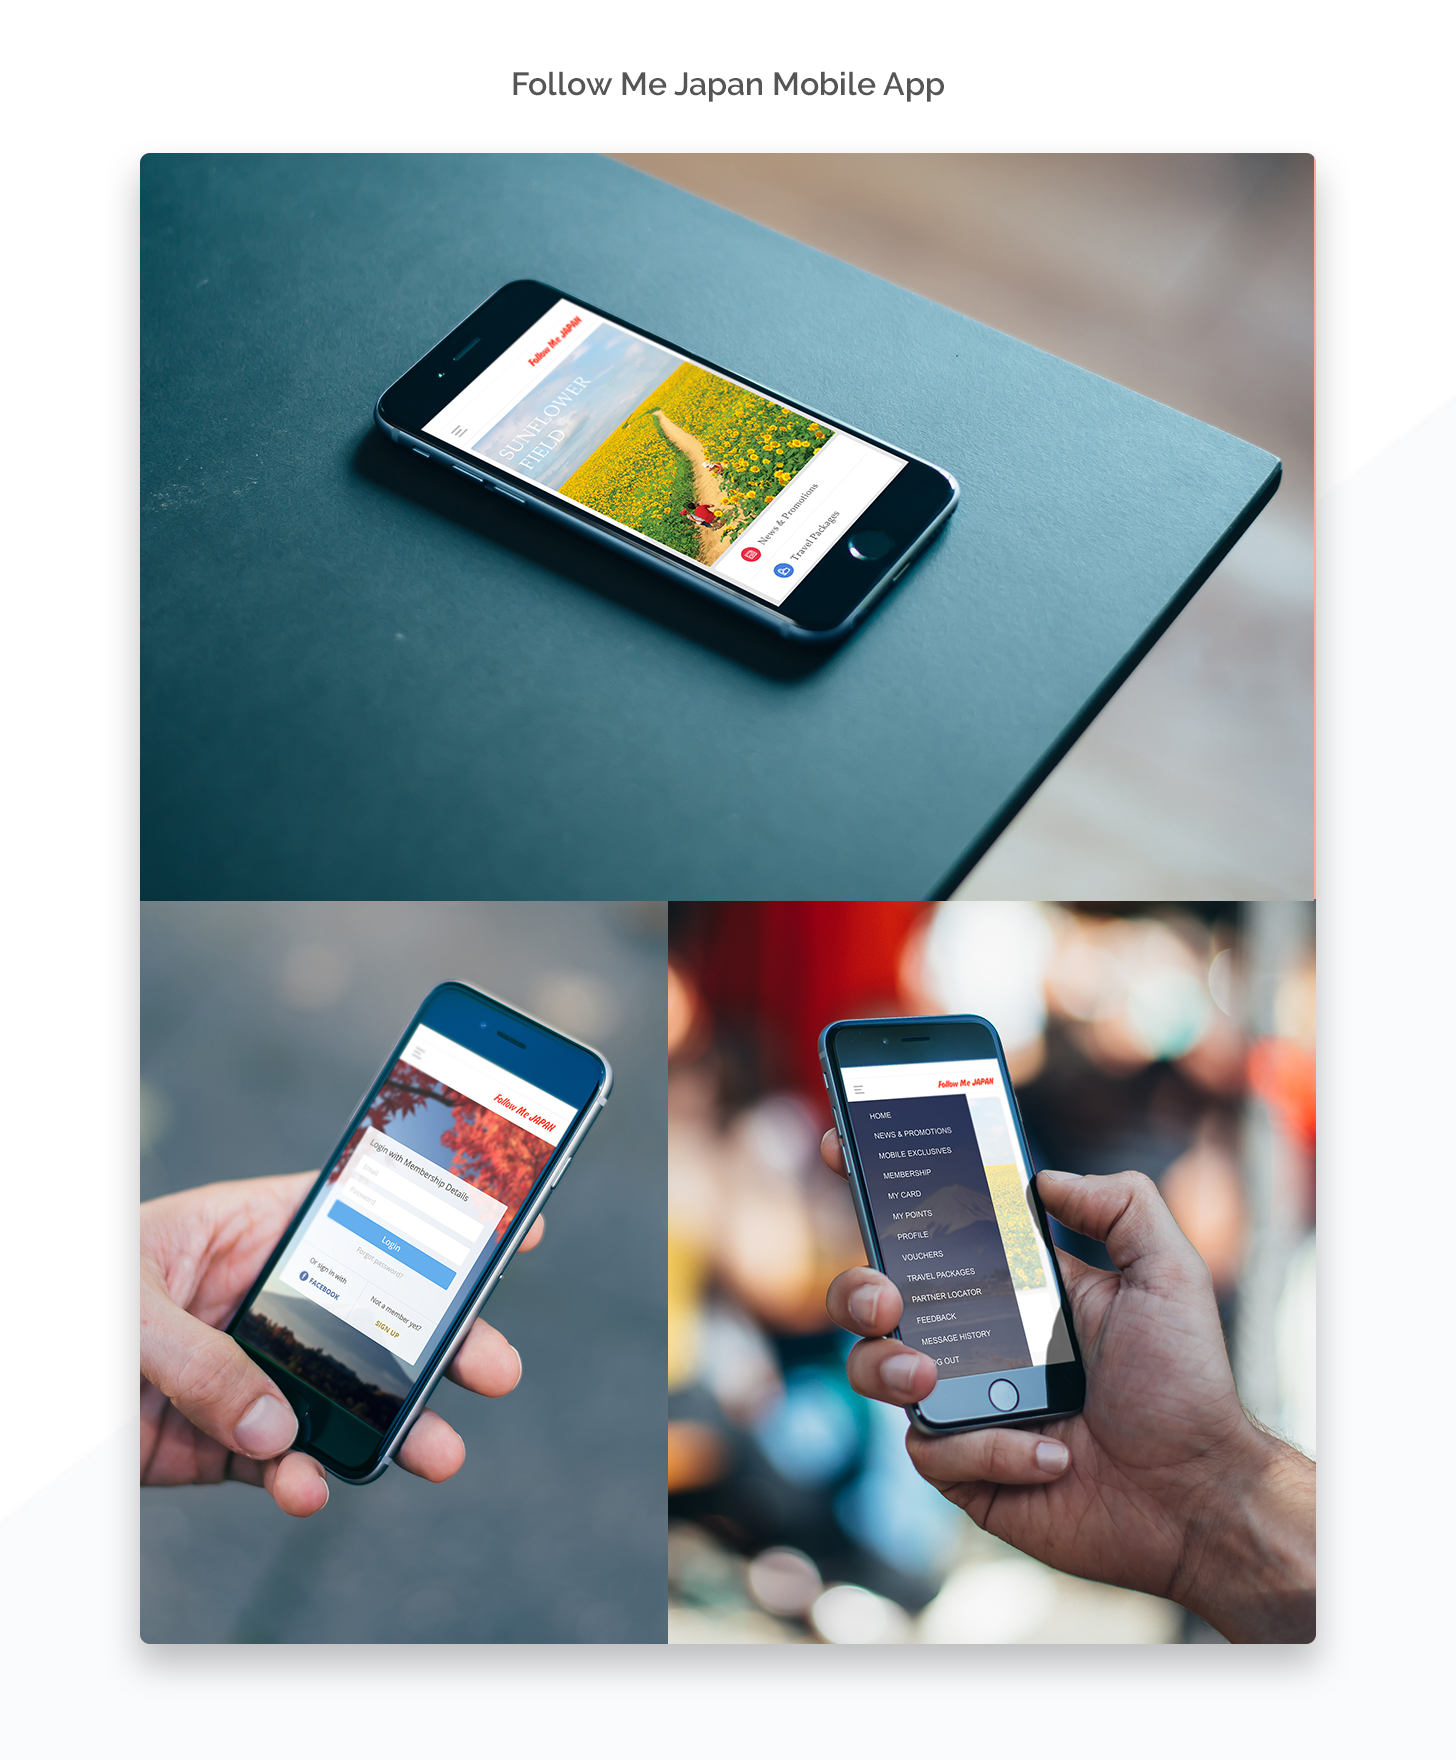 Follow Me Japan Mobile App
Follow Me JAPAN
SUNFLOWER
FIELD
News & Promotions
Travel Packages
Follow Me JAPAN
Login with Membership Details
Email
Password
Login
Forgot password?
Or sign in with
f FACEBOOK
Not a member yet?
SIGN UP
Follow Me JAPAN
HOME
NEWS & PROMOTIONS
MOBILE EXCLUSIVES
MEMBERSHIP
MY CARD
MY POINTS
PROFILE
VOUCHERS
TRAVEL PACKAGES
PARTNER LOCATOR
FEEDBACK
MESSAGE HISTORY
OG OUT